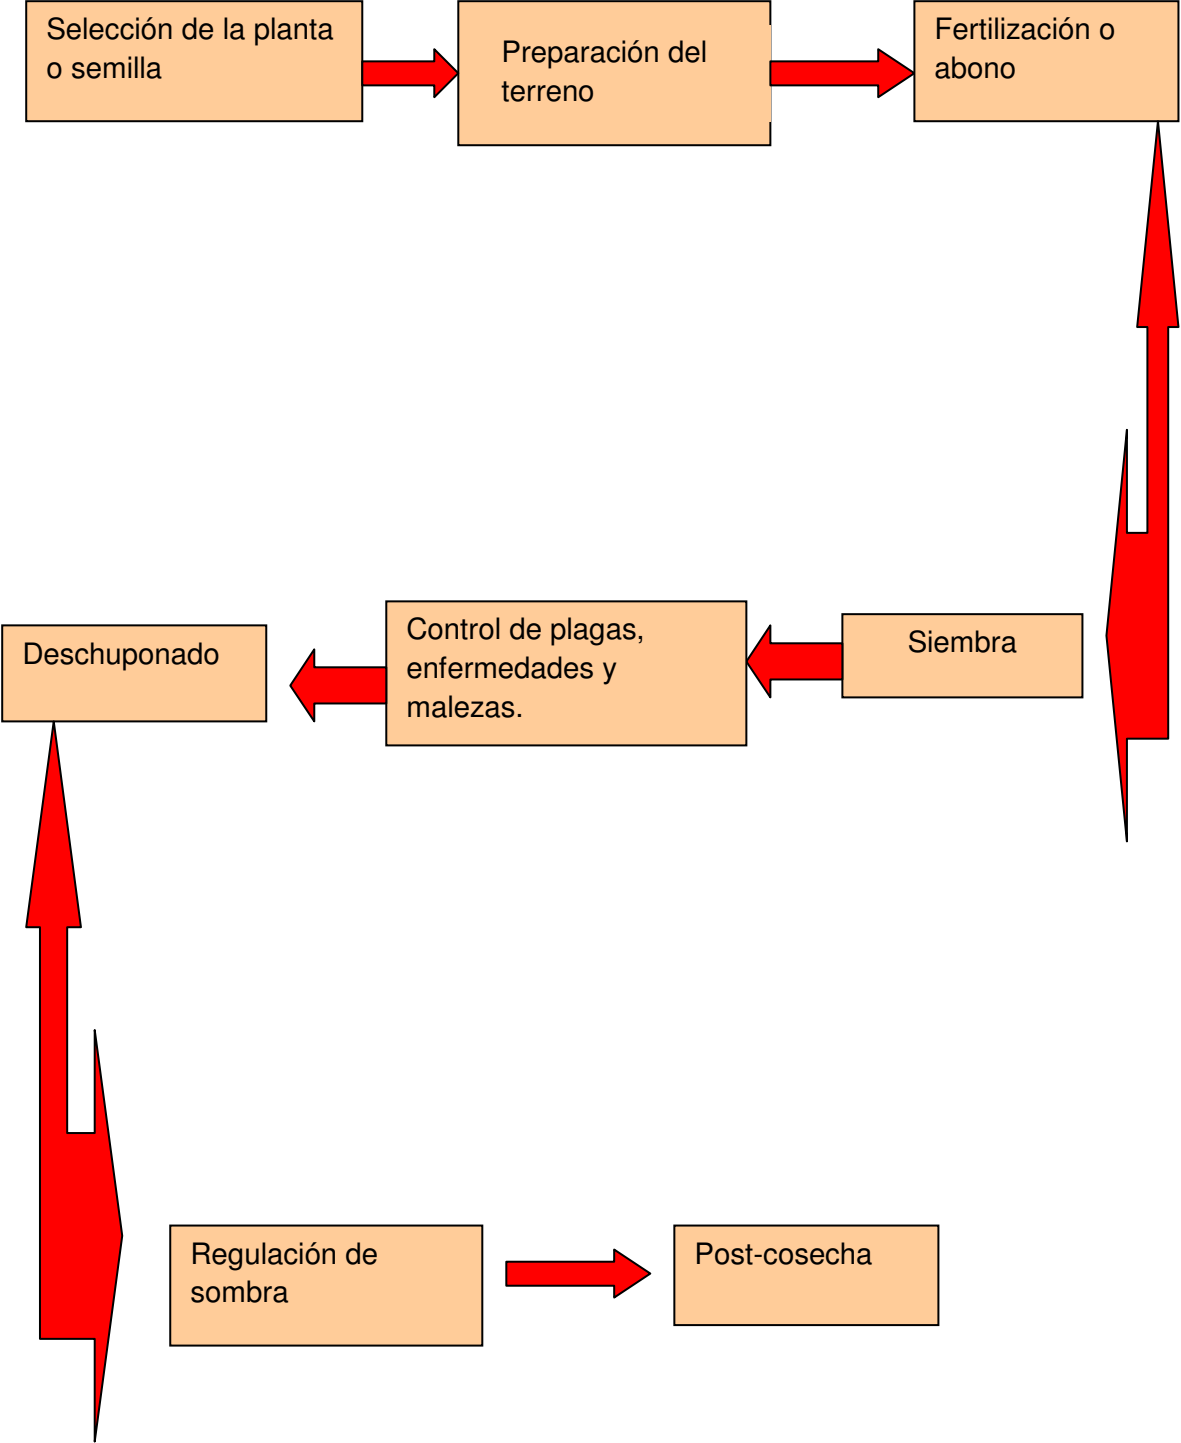 Selección de la planta
o semilla
Preparación del
terreno
Fertilización o
abono
Siembra
Control de plagas,
enfermedades y
malezas.
Deschuponado
Regulación de
sombra
Post-cosecha